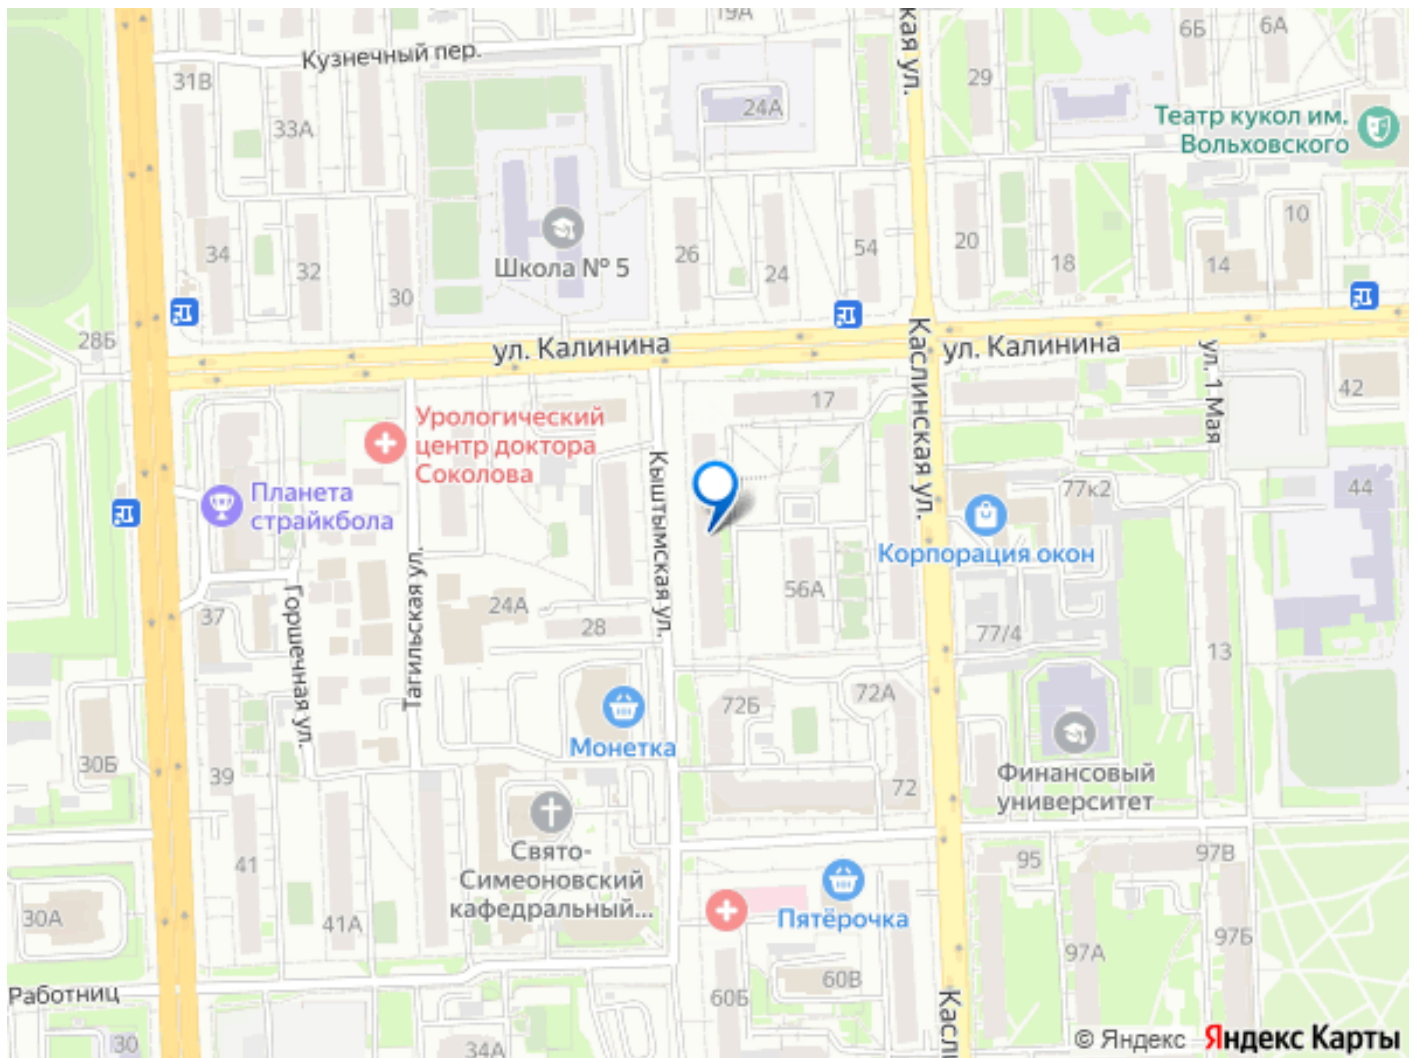 19А
кая ул.
6Б
6А
Кузнечный пер.
31В
29
24А
33А
Театр кукол им.
Вольховского
10
34
32
30
Школа № 5
26
24
54
20
18
14
28Б
ул. Калинина
ул. Калинина
Каслинская ул.
ул. 1 Мая
42
17
Урологический
центр доктора
Соколова
Кыштымская ул.
77к2
44
Планета
страйкбола
Корпорация окон
Тагильская ул.
Горшечная ул.
37
24А
28
56А
77/4
13
72Б
72А
Монетка
30Б
39
72
Финансовый
университет
41
Свято-
Симеоновский
кафедральный...
95
97В
30А
41А
Пятёрочка
97А
97Б
Работниц
60Б
60В
Касли
30
34А
© Яндекс Яндекс Карты